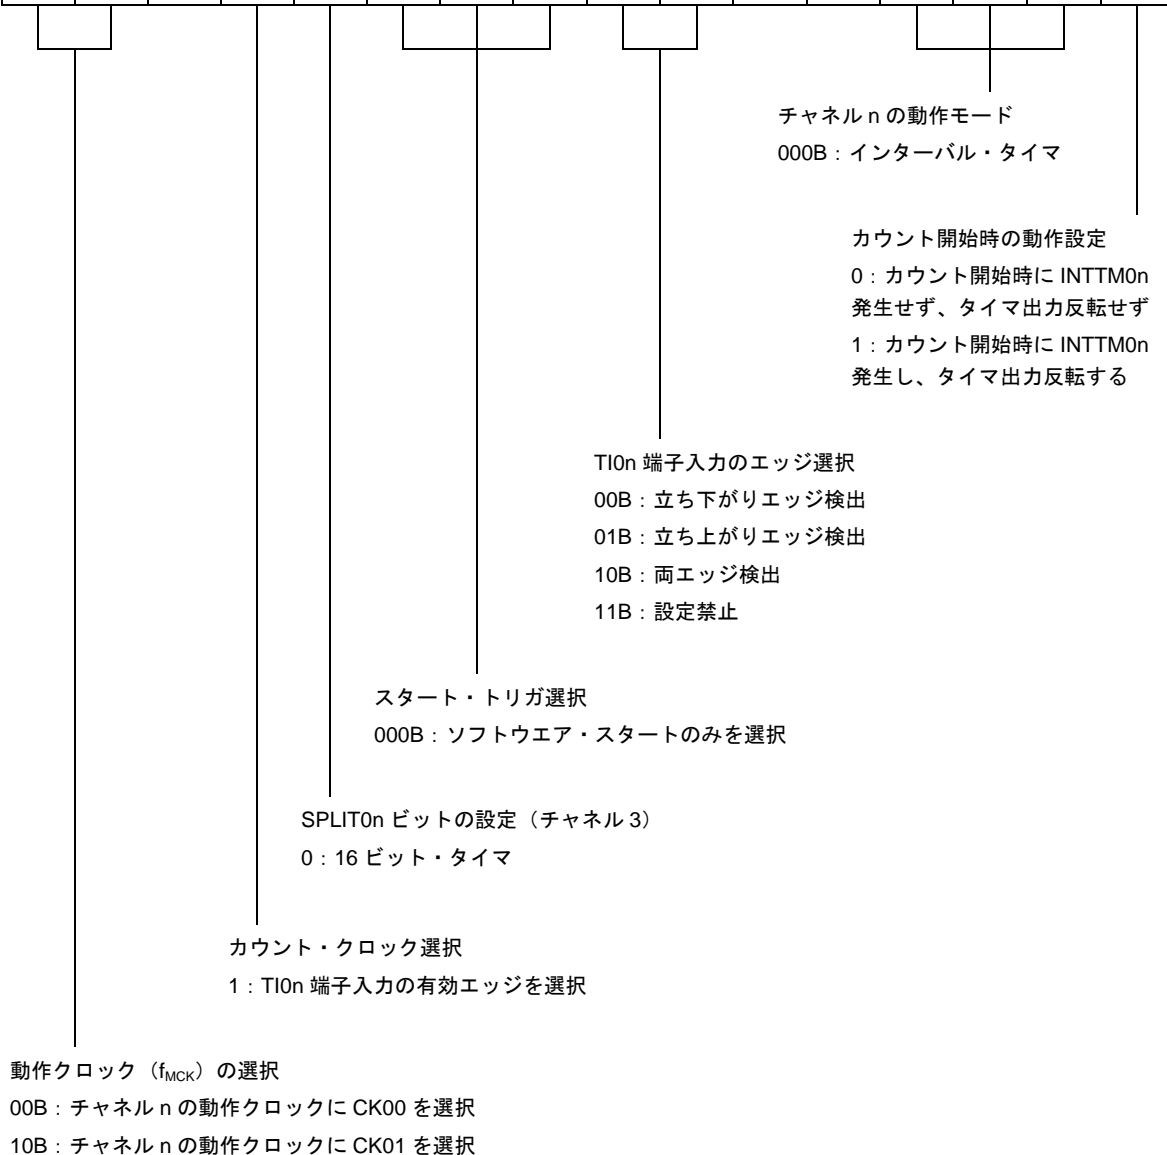 チャネル n の動作モード
000B：インターバル・タイマ
カウント開始時の動作設定
0：カウント開始時に INTTM0n
発生せず、タイマ出力反転せず
1：カウント開始時に INTTM0n
発生し、タイマ出力反転する
TI0n 端子入力のエッジ選択
00B：立ち下がりエッジ検出
01B：立ち上がりエッジ検出
10B：両エッジ検出
11B：設定禁止
スタート・トリガ選択
000B：ソフトウエア・スタートのみを選択
SPLIT0n ビットの設定（チャネル 3）
0：16 ビット・タイマ
カウント・クロック選択
1：TI0n 端子入力の有効エッジを選択
動作クロック（fMCK）の選択
00B：チャネル n の動作クロックに CK00 を選択
10B：チャネル n の動作クロックに CK01 を選択